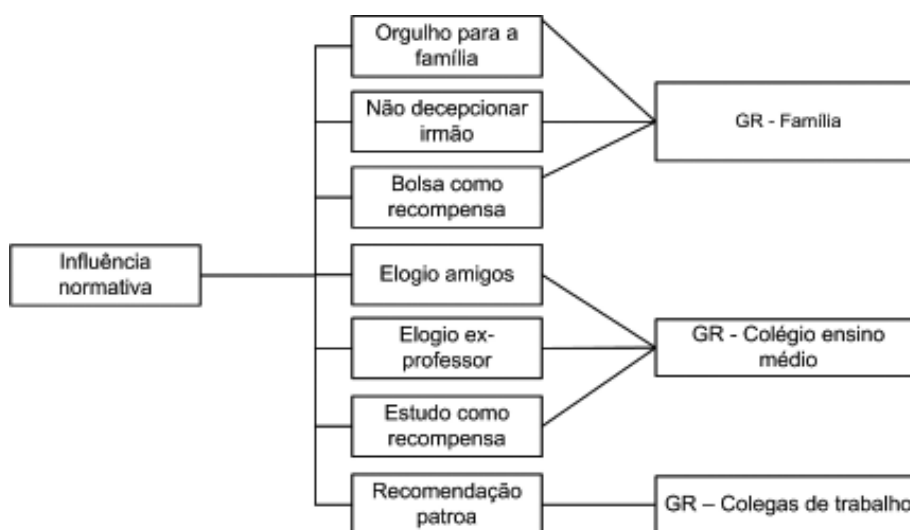 Orgulho para a
família
Não decepcionar
irmão
GR - Família
Bolsa como
recompensa
Influência
normativa
Elogio amigos
Elogio ex-
professor
GR - Colégio ensino
médio
Estudo como
recompensa
Recomendação
patroa
GR – Colegas de trabalho